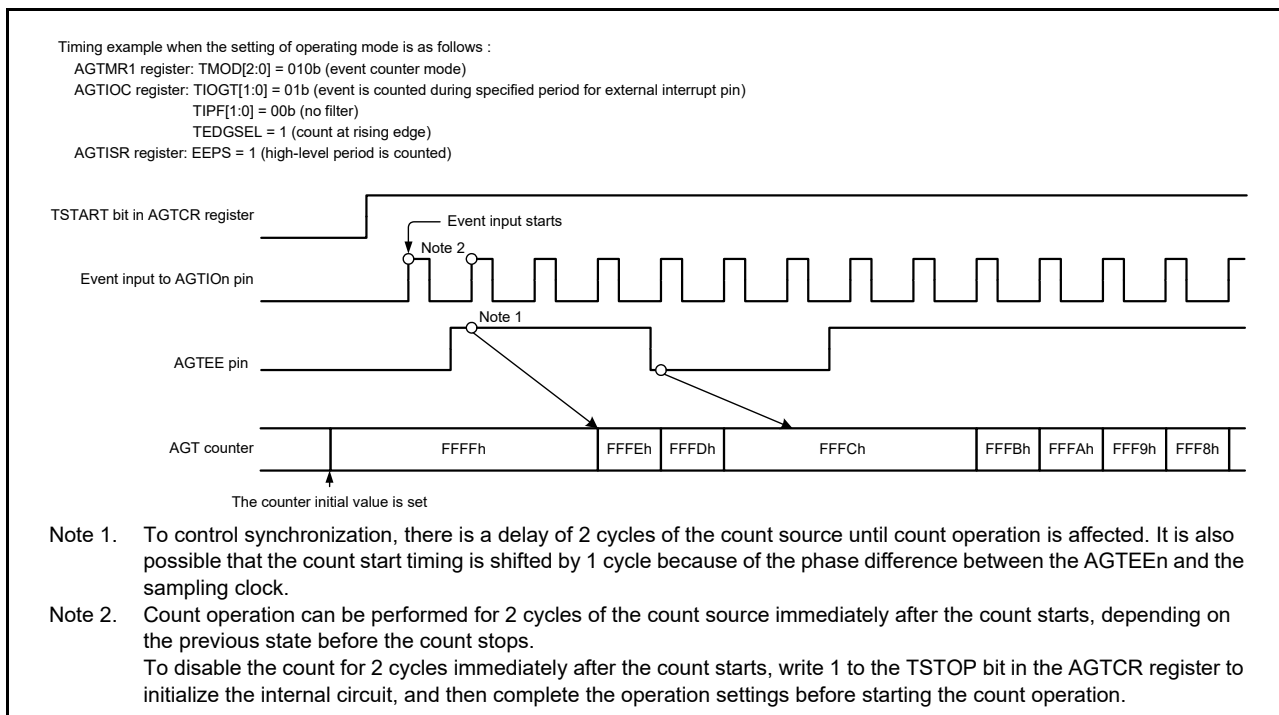 Timing example when the setting of operating mode is as follows :
AGTMR1 register: TMOD[2:0] = 010b (event counter mode)
AGTIOC register: TIOGT[1:0] = 01b (event is counted during specified period for external interrupt pin)
TIPF[1:0] = 00b (no filter)
TEDGSEL = 1 (count at rising edge)
AGTISR register: EEPS = 1 (high-level period is counted)
TSTART bit in AGTCR register
Event input starts
Note 2
Event input to AGTIOn pin
Note 1
AGTEE pin
AGT counter
FFFFh
FFFEh
FFFDh
FFFCh
FFFBh
FFFAh
FFF9h
FFF8h
The counter initial value is set
Note 1. To control synchronization, there is a delay of 2 cycles of the count source until count operation is affected. It is also
possible that the count start timing is shifted by 1 cycle because of the phase difference between the AGTEEn and the
sampling clock.
Note 2. Count operation can be performed for 2 cycles of the count source immediately after the count starts, depending on
the previous state before the count stops.
To disable the count for 2 cycles immediately after the count starts, write 1 to the TSTOP bit in the AGTCR register to
initialize the internal circuit, and then complete the operation settings before starting the count operation.